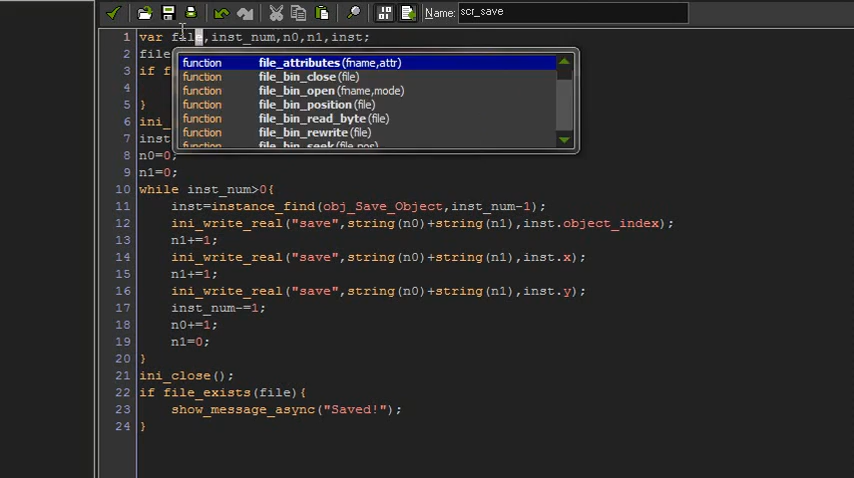 Name: scr_save
1 var file,inst_num,n0,n1,inst;
2 file
function file_attributes(fname,attr)
3 if f
function file_bin_close(file)
4
function file_bin_open(fname,mode)
5 }
function file_bin_position(file)
6 ini_
function file_bin_read_byte(file)
7 inst
function file_bin_rewrite(file)
function file_bin_seek(file,pos)
8 n0=0;
9 n1=0;
10 while inst_num>0{
11 inst=instance_find(obj_Save_Object,inst_num-1);
12 ini_write_real("save",string(n0)+string(n1),inst.object_index);
13 n1+=1;
14 ini_write_real("save",string(n0)+string(n1),inst.x);
15 n1+=1;
16 ini_write_real("save",string(n0)+string(n1),inst.y);
17 inst_num-=1;
18 n0+=1;
19 n1=0;
20 }
21 ini_close();
22 if file_exists(file){
23 show_message_async("Saved!");
24 }